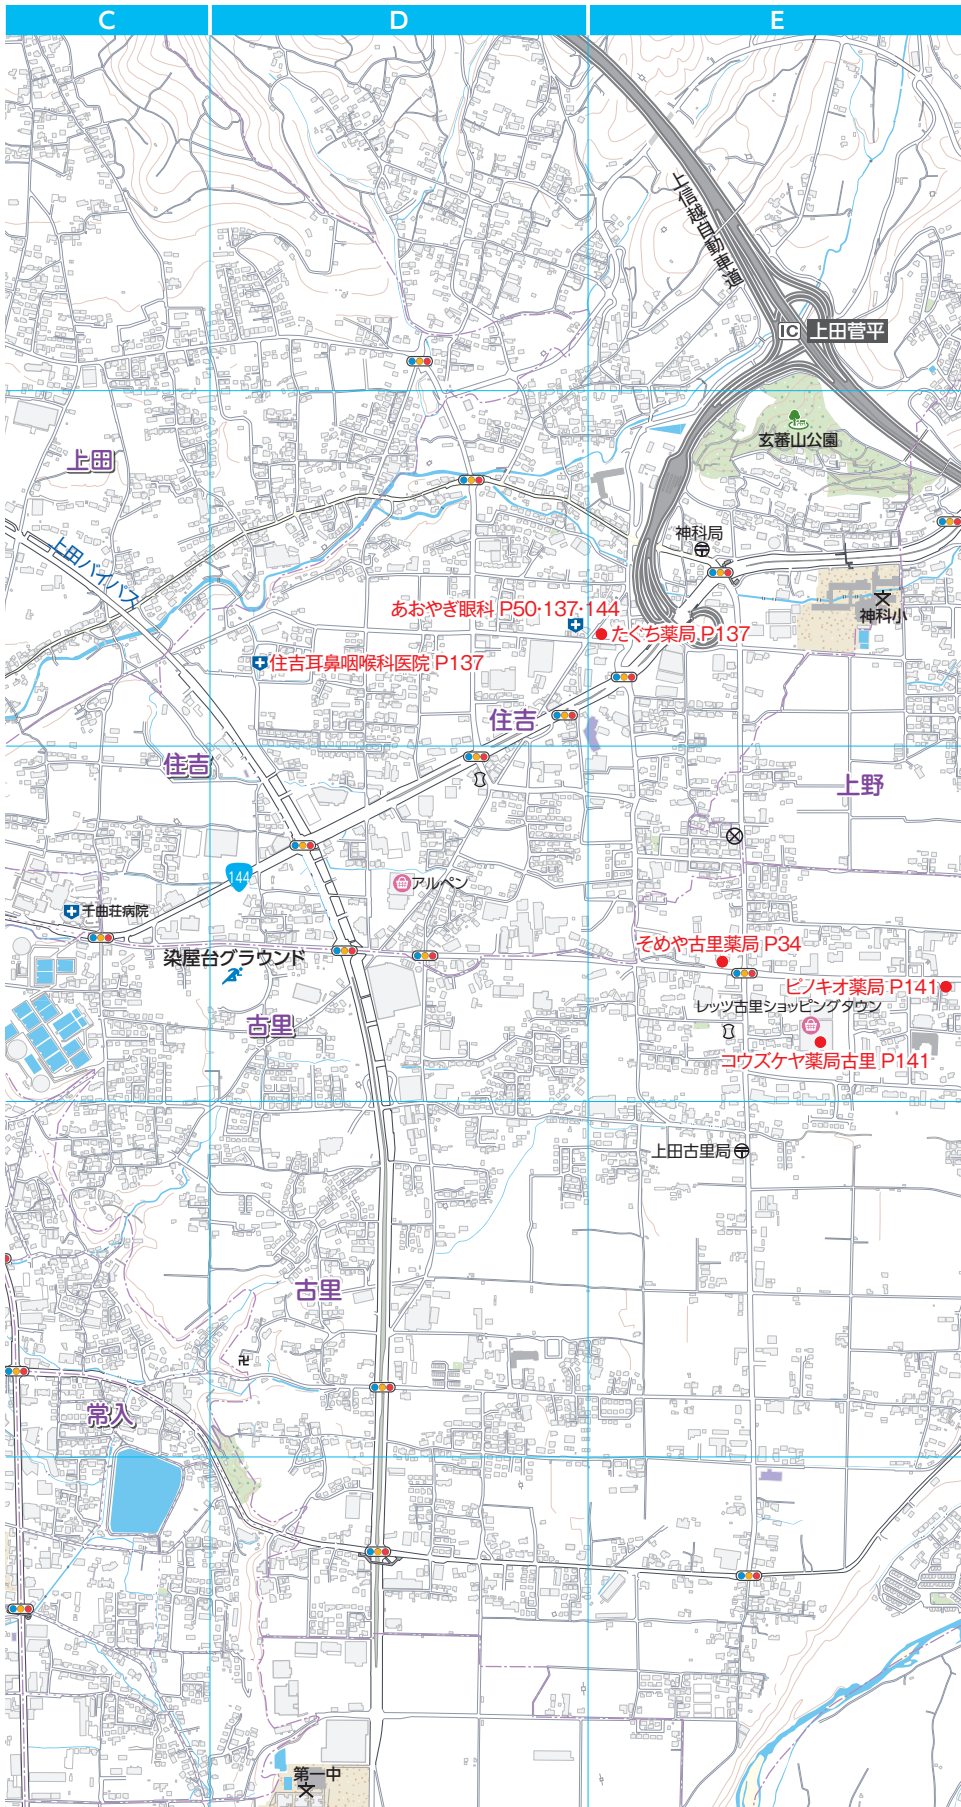 C
D
E
上信越自動車道
IC 上田菅平
玄蕃山公園
上田
神科局
上田バイパス
あおやぎ眼科 P50・137・144
神科小
たぐち薬局 P137
住吉耳鼻咽喉科医院 P137
住吉
住吉
上野
144
アルペン
千曲荘病院
そめや古里薬局 P34
染屋台グラウンド
ピノキオ薬局 P141
レッツ古里ショッピングタウン
古里
コウズケヤ薬局古里 P141
上田古里局
古里
常入
第一中